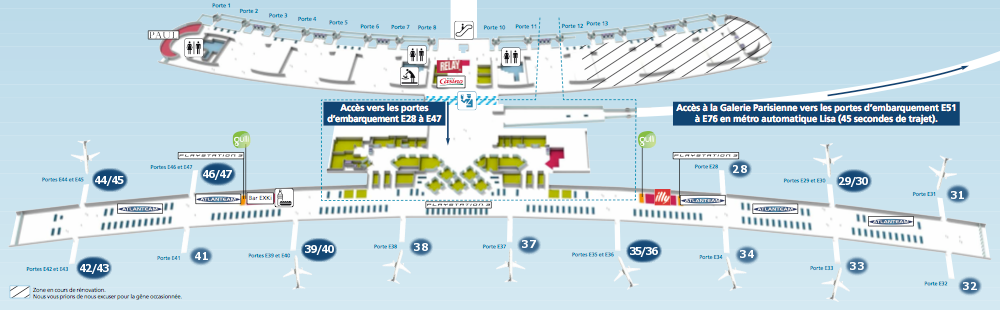 Porte 1
Porte 2
Porte 3
Porte 4
Porte 5
Porte 6
Porte 7
Porte 8
Porte 10
Porte 11
Porte 12
Porte 13
PAUL
RELAY
Casino
Accès vers les portes
d'embarquement E28 à E47
Accès à la Galerie Parisienne vers les portes d'embarquement E51
à E76 en métro automatique Lisa (45 secondes de trajet).
guli
guli
PLAYSTATION 3
PLAYSTATION 3
Portes E44 et E45
44/45
Portes E46 et E47
46/47
Porte E28
28
Portes E29 et E30
29/30
Porte E31
31
ATLANTEAM
ATLANTEAM
Bar EXKi
PLAYSTATION 3
illy
ATLANTEAM
ATLANTEAM
ATLANTEAM
Portes E42 et E43
42/43
Porte E41
41
Portes E39 et E40
39/40
Porte E38
38
Porte E37
37
Portes E35 et E36
35/36
Porte E34
34
Porte E33
33
Porte E32
32
Zone en cours de rénovation.
Nous vous prions de nous excuser pour la gêne occasionnée.